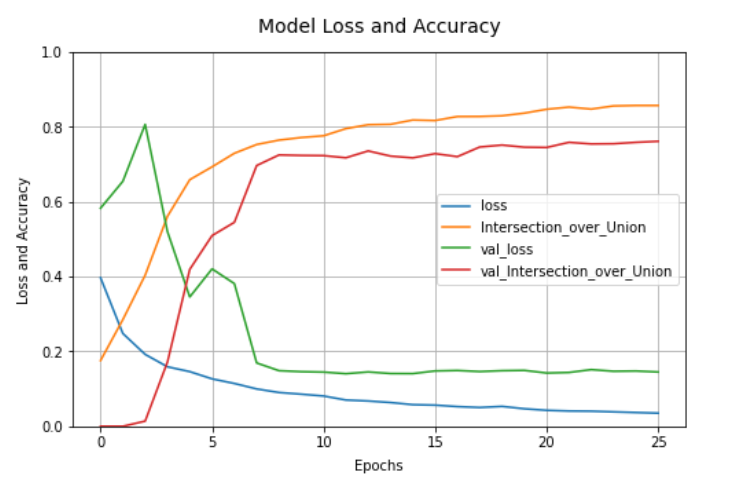 Model Loss and Accuracy
1.0
0.8
0.6
0.4
0.2
0.0
Loss and Accuracy
loss
Intersection_over_Union
val_loss
val_Intersection_over_Union
0 5 10 15 20 25
Epochs